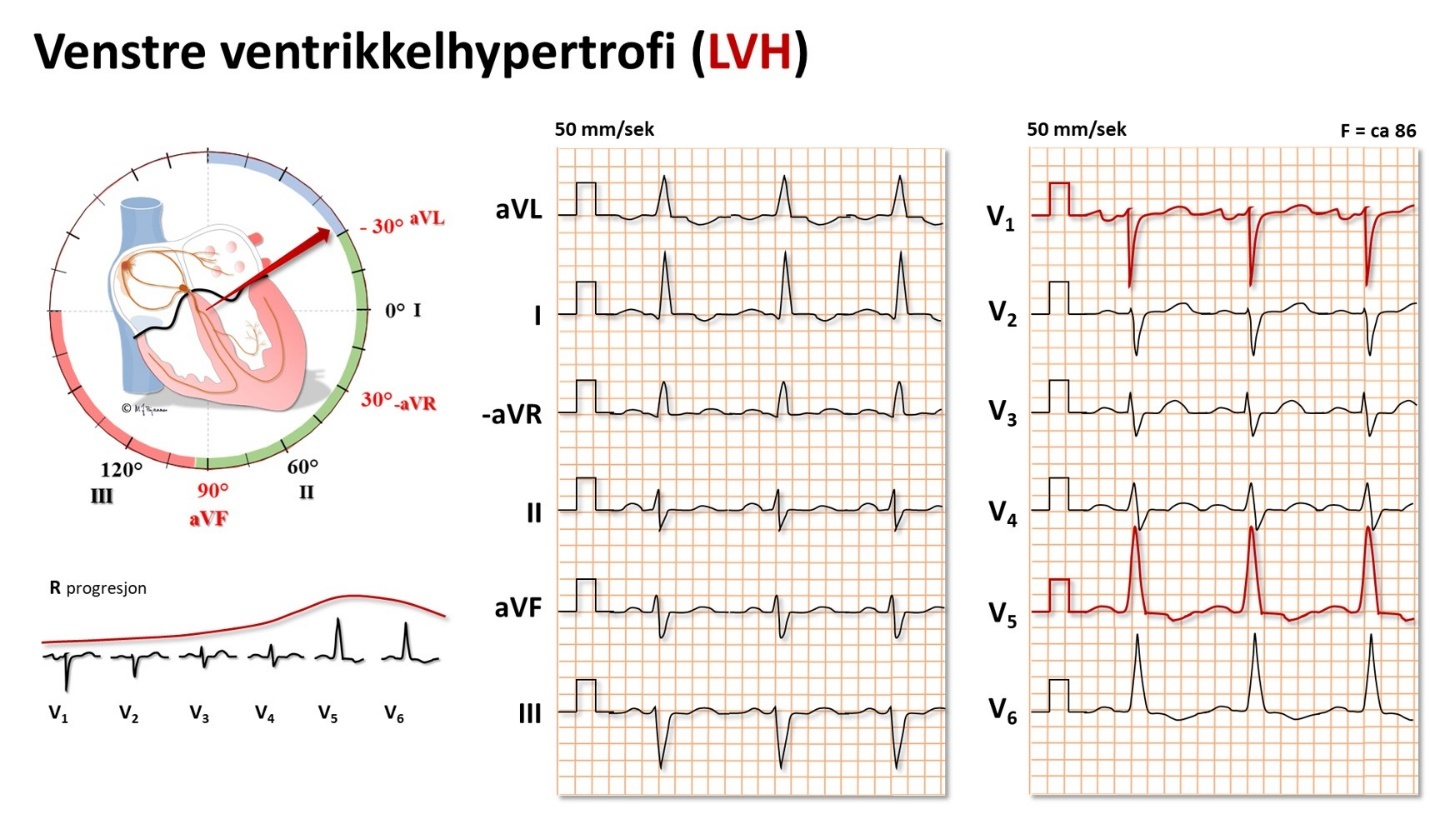 Venstre ventrikkelhypertrofi (LVH)
- 30° aVL
0° I
30° -aVR
60°
II
90°
aVF
120°
III
R progresjon
V1
V2
V3
V4
V5
V6
50 mm/sek
aVL
I
-aVR
II
aVF
III
50 mm/sek
F = ca 86
V1
V2
V3
V4
V5
V6